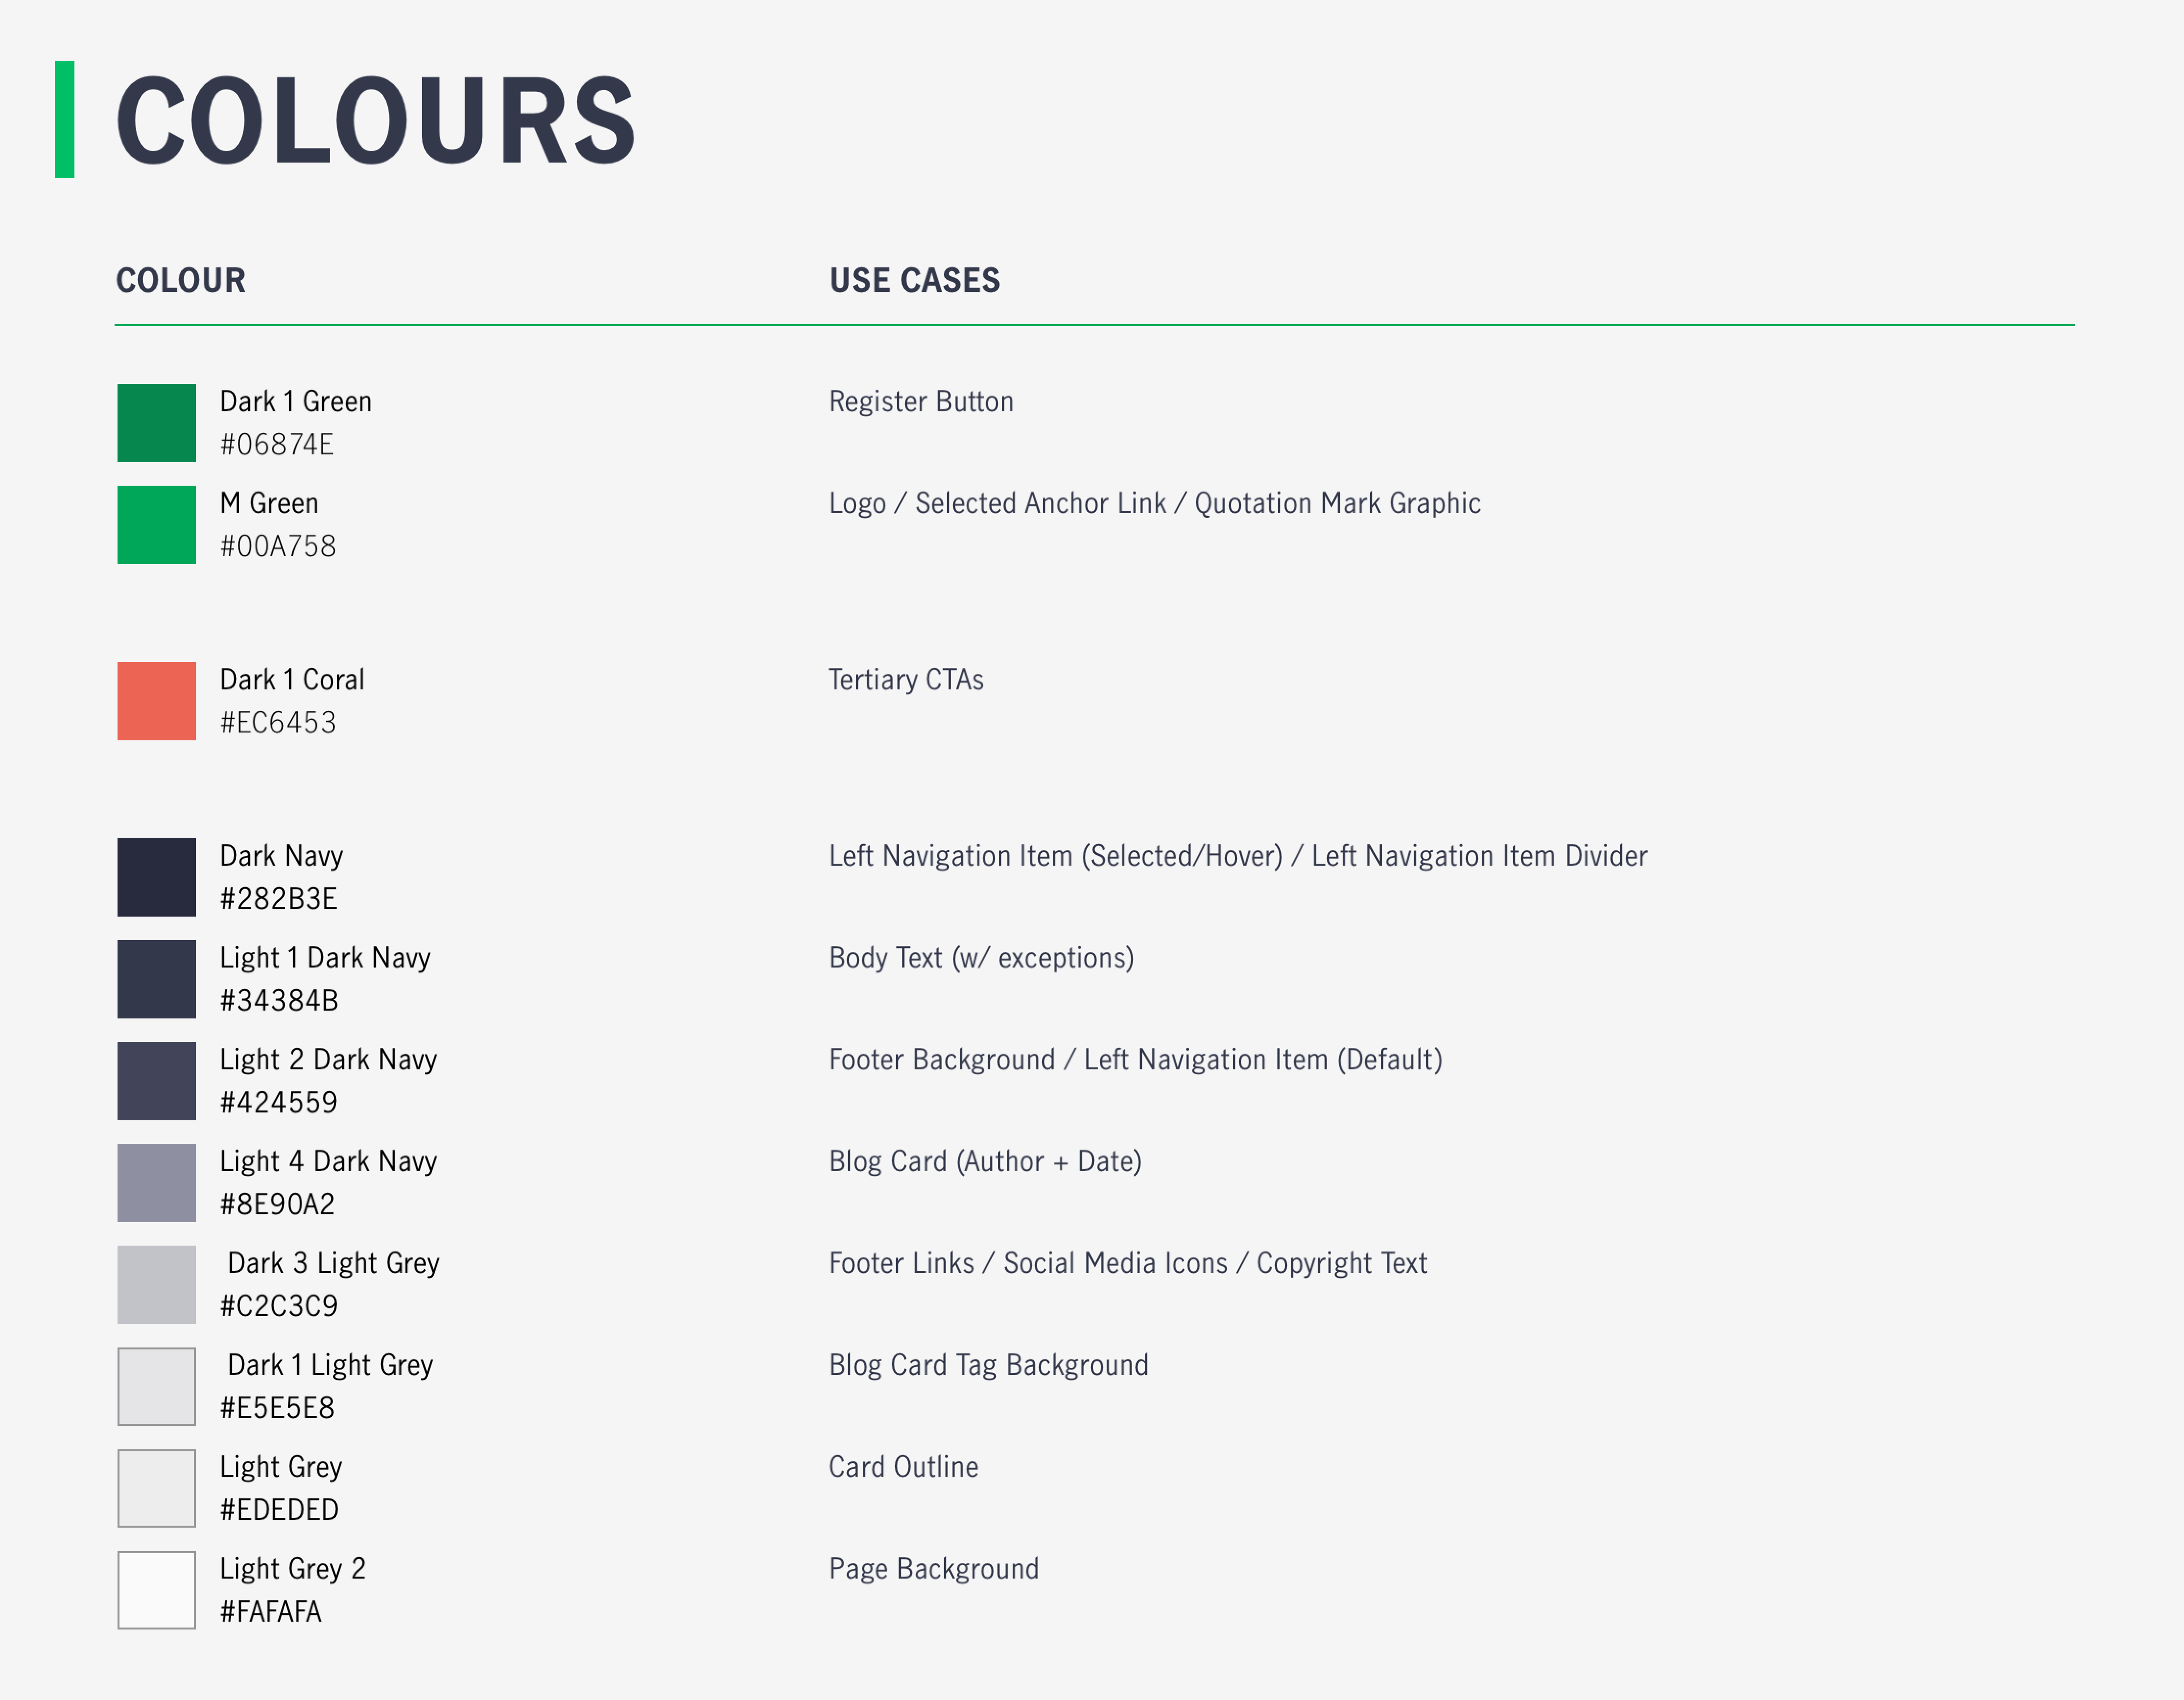 COLOURS
COLOUR USE CASES
Dark 1 Green Register Button
#06874E
M Green Logo / Selected Anchor Link / Quotation Mark Graphic
#00A758
Dark 1 Coral Tertiary CTAs
#EC6453
Dark Navy Left Navigation Item (Selected/Hover) / Left Navigation Item Divider
#282B3E
Light 1 Dark Navy Body Text (w/ exceptions)
#34384B
Light 2 Dark Navy Footer Background / Left Navigation Item (Default)
#424559
Light 4 Dark Navy Blog Card (Author + Date)
#8E90A2
Dark 3 Light Grey Footer Links / Social Media Icons / Copyright Text
#C2C3C9
Dark 1 Light Grey Blog Card Tag Background
#E5E5E8
Light Grey Card Outline
#EDEDED
Light Grey 2 Page Background
#FAFAFA